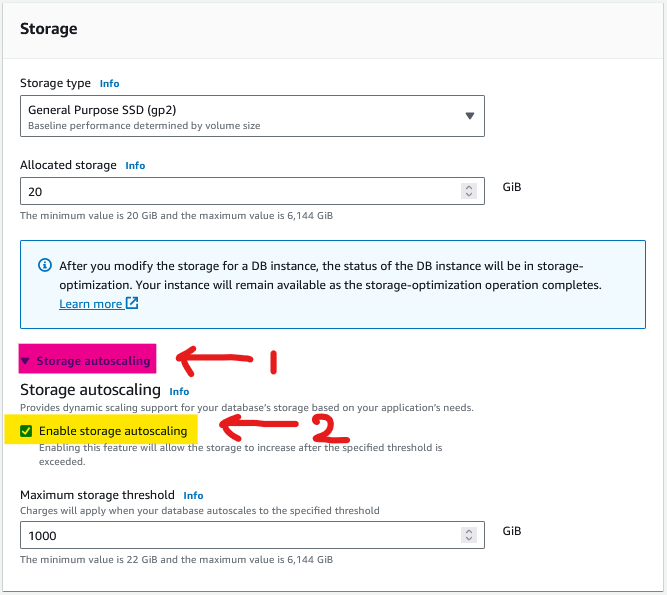 Storage
Storage type Info
General Purpose SSD (gp2)
Baseline performance determined by volume size
Allocated storage Info
20 GiB
The minimum value is 20 GiB and the maximum value is 6,144 GiB
After you modify the storage for a DB instance, the status of the DB instance will be in storage-
optimization. Your instance will remain available as the storage-optimization operation completes.
Learn more
Storage autoscaling 1
Storage autoscaling Info
Provides dynamic scaling support for your database's storage based on your application's needs.
Enable storage autoscaling 2
Enabling this feature will allow the storage to increase after the specified threshold is
exceeded.
Maximum storage threshold Info
Charges will apply when your database autoscales to the specified threshold
1000 GiB
The minimum value is 22 GiB and the maximum value is 6,144 GiB